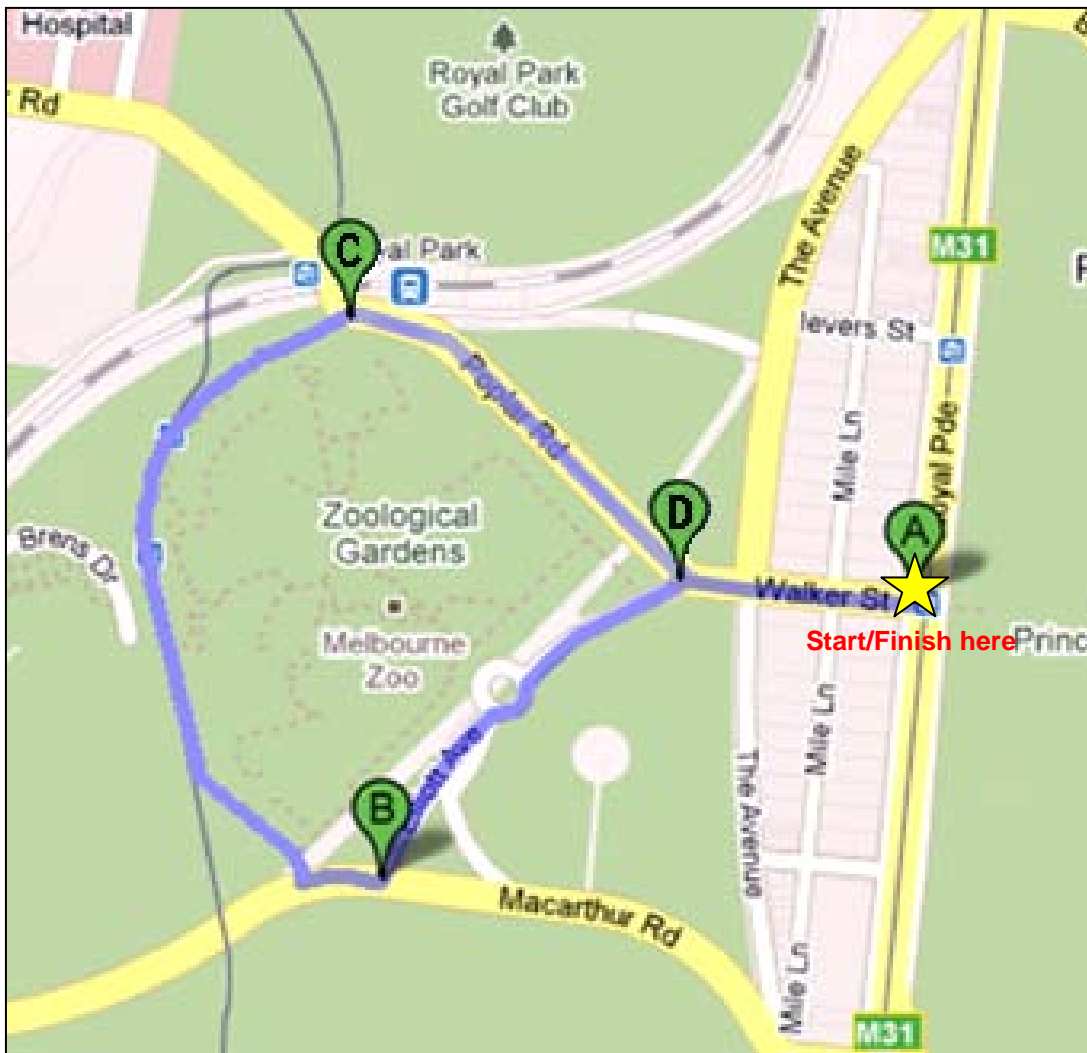 Hospital
Royal Park
Golf Club
Rd
The Avenue
M31
C
Park
Ievers St
Poplar Rd
Mile Ln
Royal Pde
Zoological
Gardens
D
A
Brens Dr
Walker St
Start/Finish here
Princ
Melbourne
Zoo
Mile Ln
The Avenue
B
Ave
Macarthur Rd
Mile Ln
M31